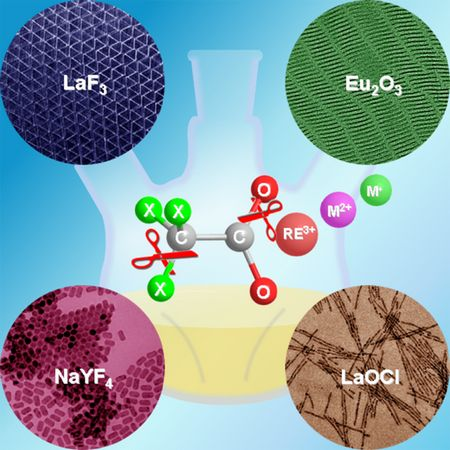 LaF₃
Eu₂O₃
O
M⁺
X X
M²⁺
C C RE³⁺
X O
NaYF₄
LaOCl